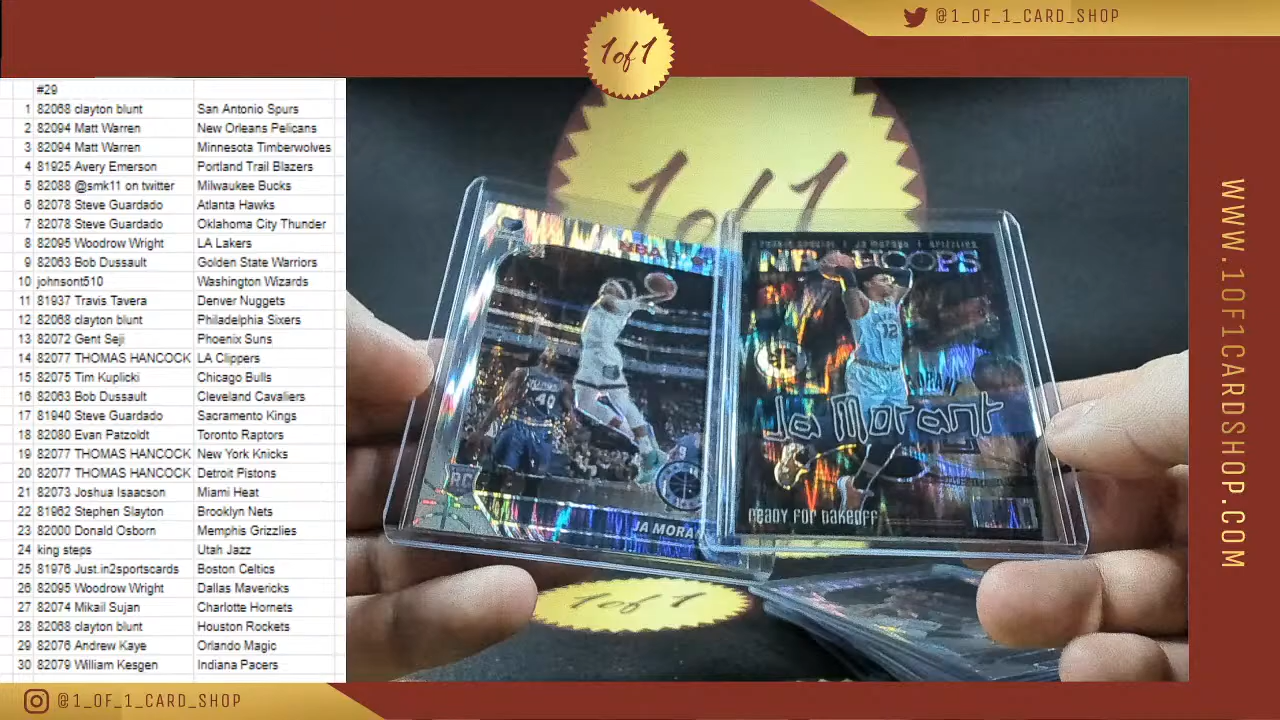 1of1
@1_OF_1_CARD_SHOP
#29
1 82068 clayton blunt San Antonio Spurs
2 82094 Matt Warren New Orleans Pelicans
3 82094 Matt Warren Minnesota Timberwolves
4 81925 Avery Emerson Portland Trail Blazers
5 82088 @smk11 on twitter Milwaukee Bucks
6 82078 Steve Guardado Atlanta Hawks
7 82078 Steve Guardado Oklahoma City Thunder
8 82095 Woodrow Wright LA Lakers
9 82063 Bob Dussault Golden State Warriors
10 johnsont510 Washington Wizards
11 81937 Travis Tavera Denver Nuggets
12 82068 clayton blunt Philadelphia Sixers
13 82072 Gent Seji Phoenix Suns
14 82077 THOMAS HANCOCK LA Clippers
15 82075 Tim Kuplicki Chicago Bulls
16 82063 Bob Dussault Cleveland Cavaliers
17 81940 Steve Guardado Sacramento Kings
18 82080 Evan Patzoldt Toronto Raptors
19 82077 THOMAS HANCOCK New York Knicks
20 82077 THOMAS HANCOCK Detroit Pistons
21 82073 Joshua Isaacson Miami Heat
22 81962 Stephen Slayton Brooklyn Nets
23 82000 Donald Osborn Memphis Grizzlies
24 king steps Utah Jazz
25 81976 Just.in2sportscards Boston Celtics
26 82095 Woodrow Wright Dallas Mavericks
27 82074 Mikail Sujan Charlotte Hornets
28 82068 clayton blunt Houston Rockets
29 82076 Andrew Kaye Orlando Magic
30 82079 William Kesgen Indiana Pacers
1of1
NBA
KINGS
40
RC
JA MORA
NBA HOOPS
12
Ja Morant
READY FOR TAKEOFF
1of1
WWW.1OF1CARDSHOP.COM
@1_OF_1_CARD_SHOP